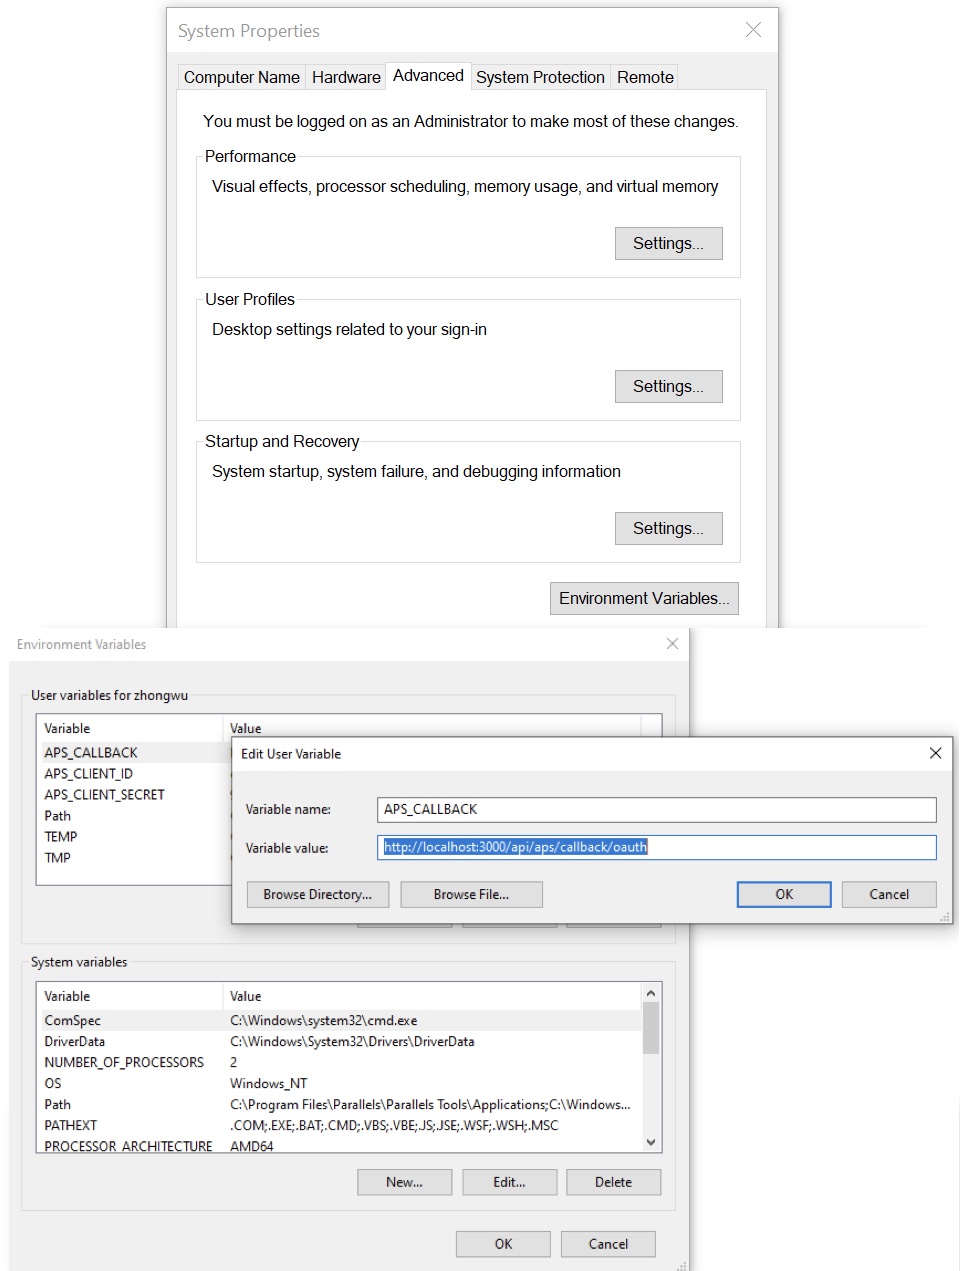 System Properties
Computer Name Hardware Advanced System Protection Remote
You must be logged on as an Administrator to make most of these changes.
Performance
Visual effects, processor scheduling, memory usage, and virtual memory
Settings...
User Profiles
Desktop settings related to your sign-in
Settings...
Startup and Recovery
System startup, system failure, and debugging information
Settings...
Environment Variables...
Environment Variables
User variables for zhongwu
Variable Value
APS_CALLBACK
APS_CLIENT_ID
APS_CLIENT_SECRET
Path
TEMP
TMP
Edit User Variable
Variable name: APS_CALLBACK
Variable value: http://localhost:3000/api/aps/callback/oauth
Browse Directory... Browse File... OK Cancel
System variables
Variable Value
ComSpec C:\Windows\system32\cmd.exe
DriverData C:\Windows\System32\Drivers\DriverData
NUMBER_OF_PROCESSORS 2
OS Windows_NT
Path C:\Program Files\Parallels\Parallels Tools\Applications;C:\Windows...
PATHEXT .COM;.EXE;.BAT;.CMD;.VBS;.VBE;.JS;.JSE;.WSF;.WSH;.MSC
PROCESSOR_ARCHITECTURE AMD64
New... Edit... Delete
OK Cancel